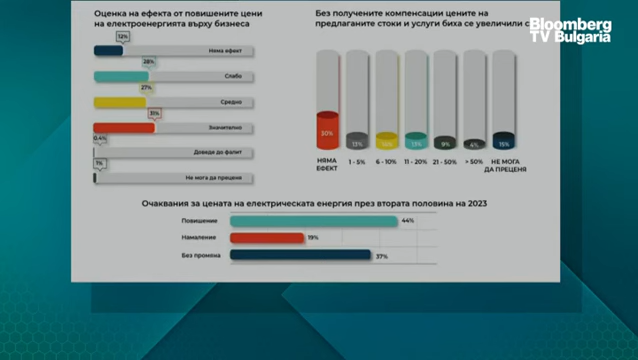 Bloomberg
TV Bulgaria
Оценка на ефекта от повишените цени
на електроенергията върху бизнеса
12%
Няма ефект
28%
Слабо
27%
Средно
31%
Значително
0.4%
Доведе до фалит
1%
Не мога да преценя
Без получените компенсации цените на
предлаганите стоки и услуги биха се увеличили с
30%
13%
15%
9%
4%
15%
НЯМА
ЕФЕКТ
1 - 5%
6 - 10%
11 - 20%
21 - 50%
> 50%
НЕ МОГА
ДА ПРЕЦЕНЯ
Очаквания за цената на електрическата енергия през втората половина на 2023
Повишение
44%
Намаление
19%
Без промяна
37%